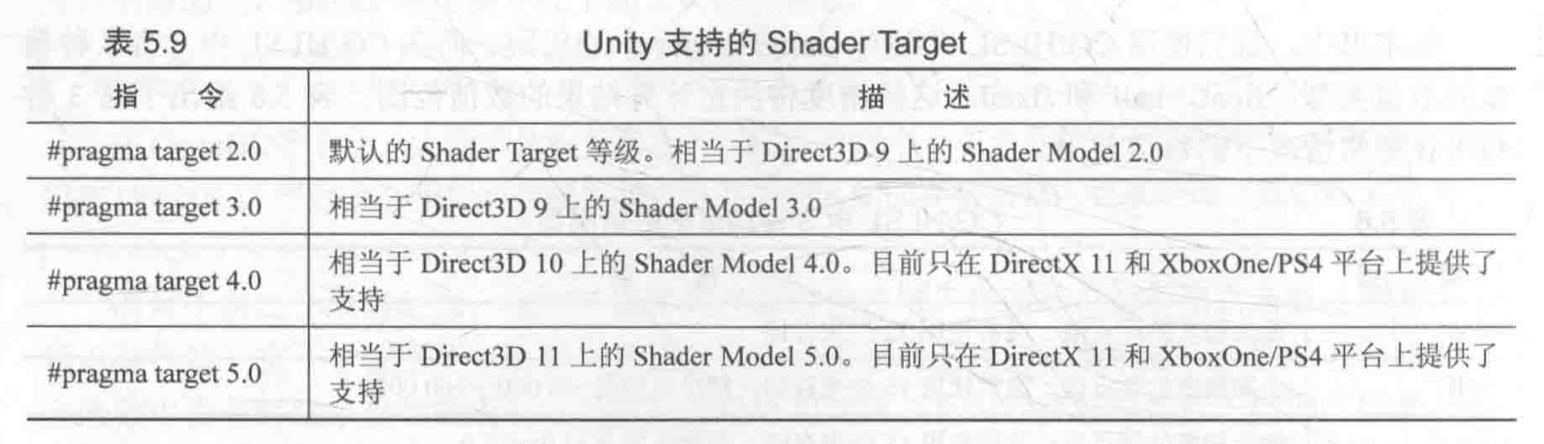 表 5.9 Unity 支持的 Shader Target
指 令 描 述
#pragma target 2.0 默认的 Shader Target 等级。相当于 Direct3D 9 上的 Shader Model 2.0
#pragma target 3.0 相当于 Direct3D 9 上的 Shader Model 3.0
#pragma target 4.0 相当于 Direct3D 10 上的 Shader Model 4.0。目前只在 DirectX 11 和 XboxOne/PS4 平台上提供了
支持
#pragma target 5.0 相当于 Direct3D 11 上的 Shader Model 5.0。目前只在 DirectX 11 和 XboxOne/PS4 平台上提供了
支持